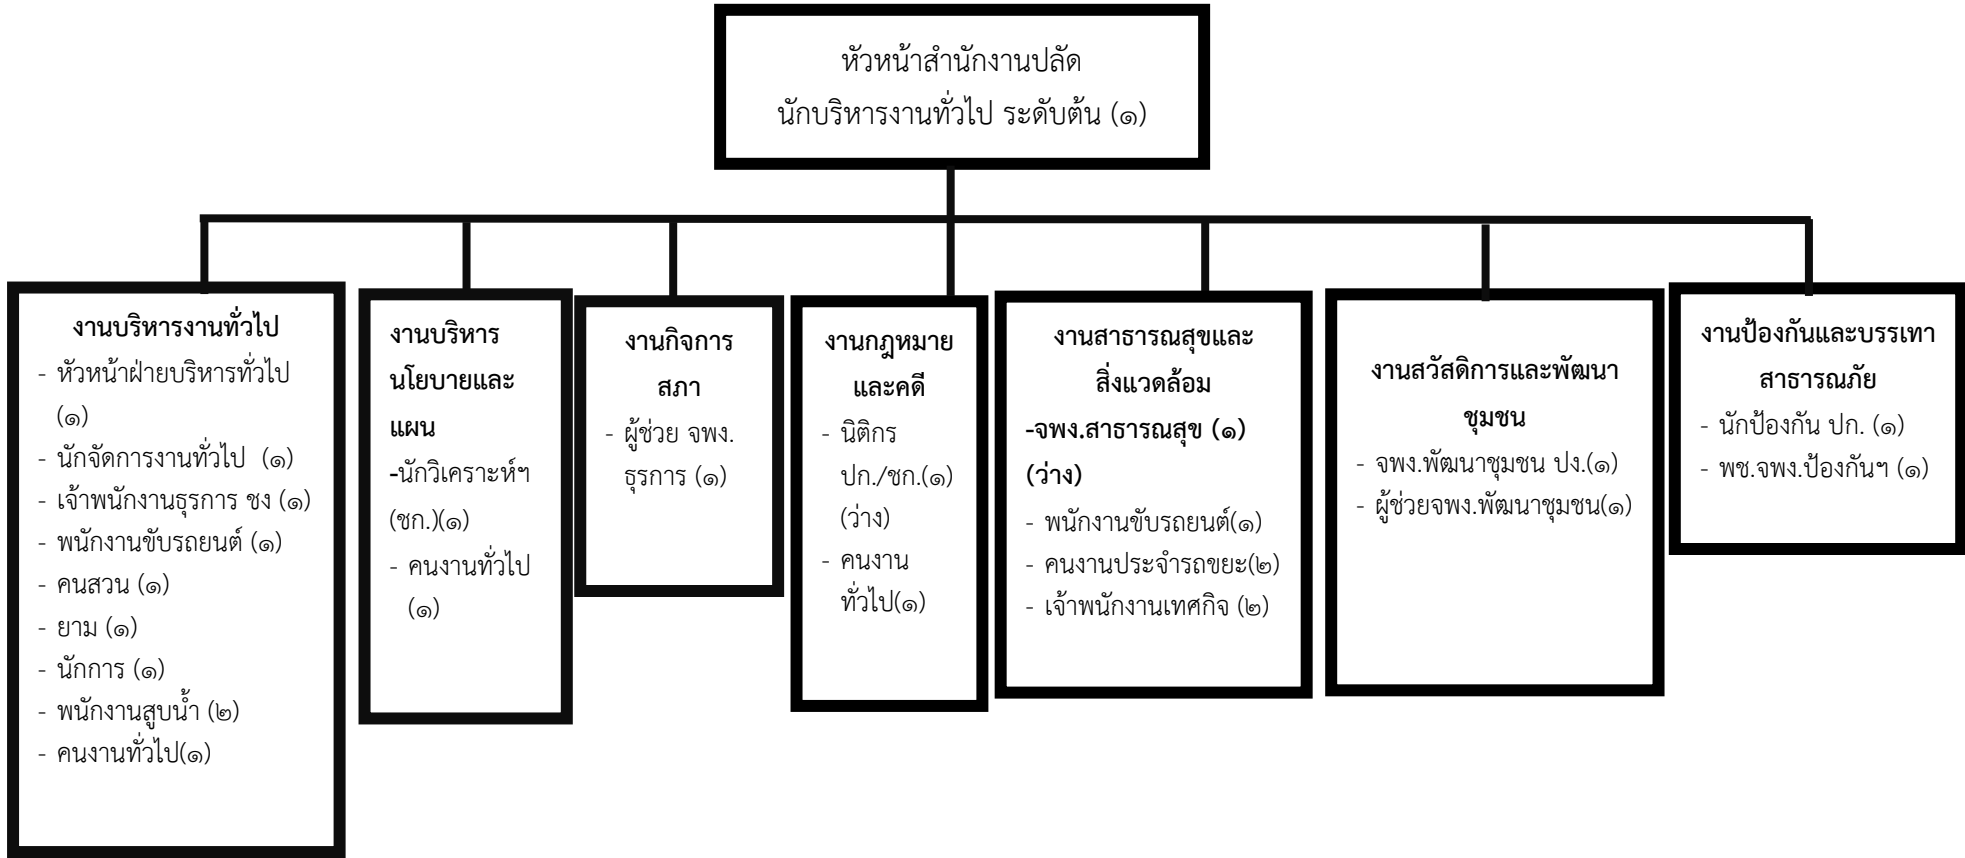 หัวหน้าสำนักงานปลัด
นักบริหารงานทั่วไป ระดับต้น (๑)
งานบริหารงานทั่วไป
- หัวหน้าฝ่ายบริหารทั่วไป
(๑)
- นักจัดการงานทั่วไป (๑)
- เจ้าพนักงานธุรการ ชง (๑)
- พนักงานขับรถยนต์ (๑)
- คนสวน (๑)
- ยาม (๑)
- นักการ (๑)
- พนักงานสูบน้ำ (๒)
- คนงานทั่วไป(๑)
งานบริหาร
นโยบายและ
แผน
-นักวิเคราะห์ฯ
(ชก.)(๑)
- คนงานทั่วไป
(๑)
งานกิจการ
สภา
- ผู้ช่วย จพง.
ธุรการ (๑)
งานกฎหมาย
และคดี
- นิติกร
ปก./ชก.(๑)
(ว่าง)
- คนงาน
ทั่วไป(๑)
งานสาธารณสุขและ
สิ่งแวดล้อม
-จพง.สาธารณสุข (๑)
(ว่าง)
- พนักงานขับรถยนต์(๑)
- คนงานประจำรถขยะ(๒)
- เจ้าพนักงานเทศกิจ (๒)
งานสวัสดิการและพัฒนา
ชุมชน
- จพง.พัฒนาชุมชน ปง.(๑)
- ผู้ช่วยจพง.พัฒนาชุมชน(๑)
งานป้องกันและบรรเทา
สาธารณภัย
- นักป้องกัน ปก. (๑)
- พช.จพง.ป้องกันฯ (๑)